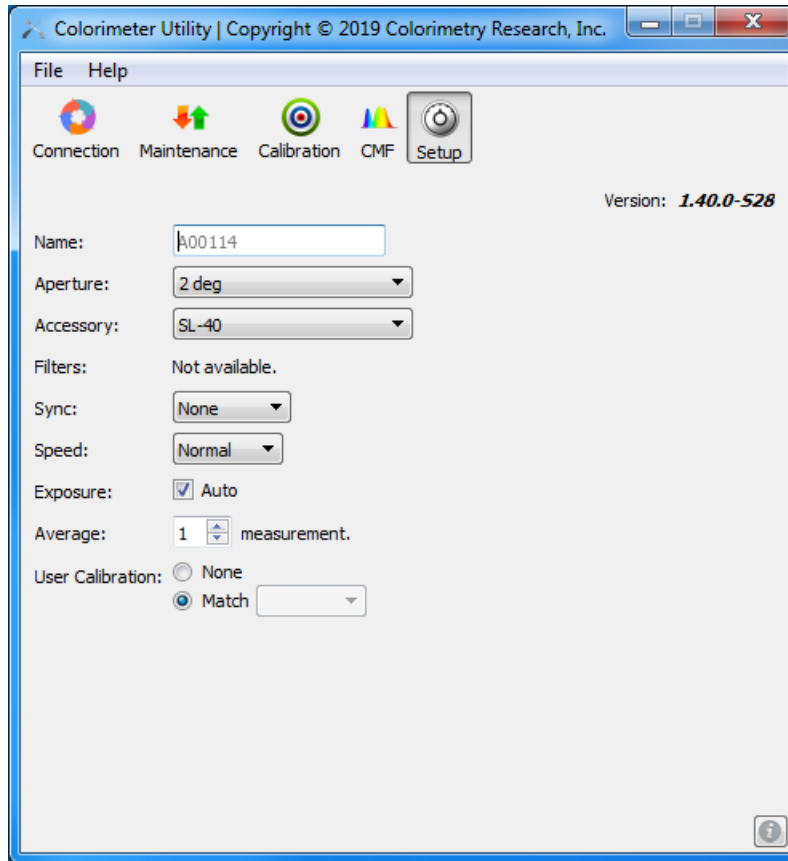 Colorimeter Utility | Copyright © 2019 Colorimetry Research, Inc.
File Help
Connection Maintenance Calibration CMF Setup
Version: 1.40.0-S28
Name: A00114
Aperture: 2 deg
Accessory: SL-40
Filters: Not available.
Sync: None
Speed: Normal
Exposure: Auto
Average: 1 measurement.
User Calibration: None
Match